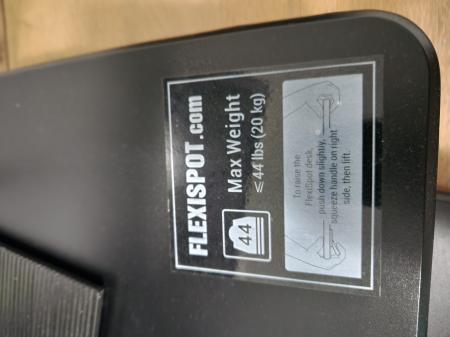 FLEXISPOT.com
44
Max Weight
≤44 lbs (20 kg)
To raise the
FlexiSpot desk,
push down slightly,
squeeze handle on right
side, then lift.